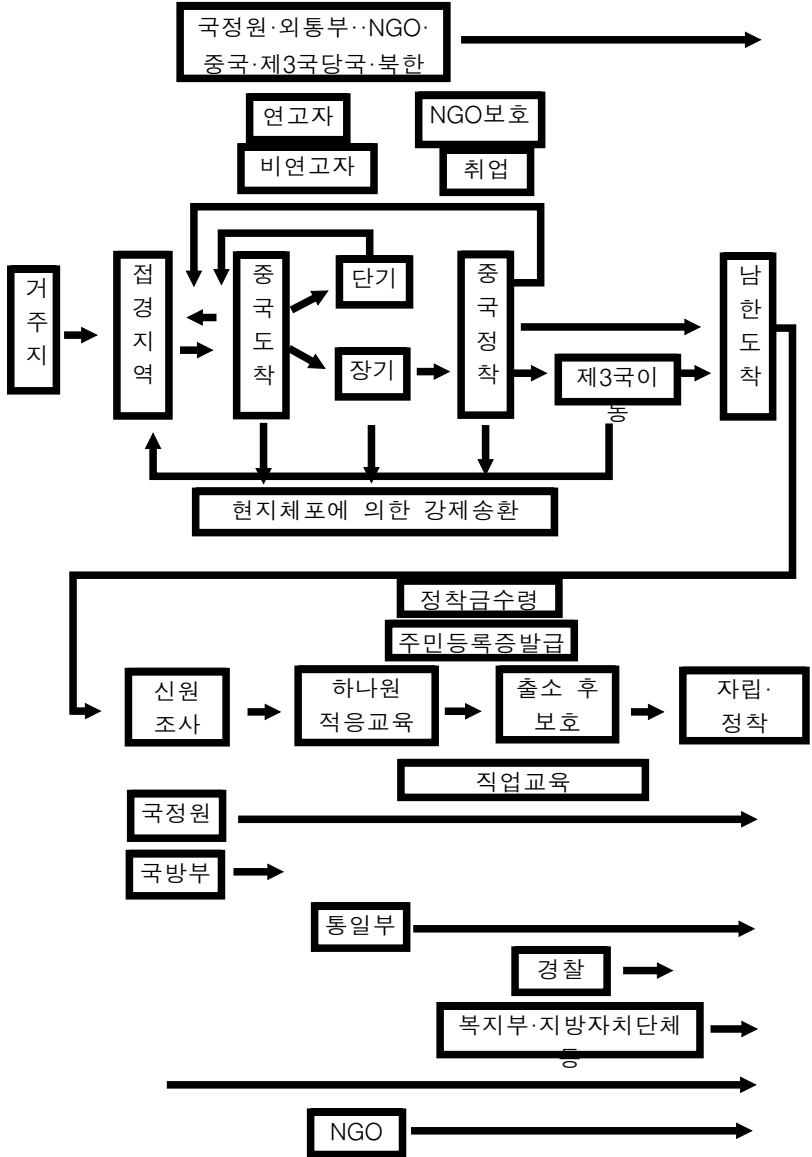 국정원·외통부··NGO·
중국·제3국당국·북한
연고자
NGO보호
비연고자
취업
거
주
지
접
경
지
역
중
국
도
착
단기
장기
중
국
정
착
제3국이
동
남
한
도
착
현지체포에 의한 강제송환
정착금수령
주민등록증발급
신원
조사
하나원
적응교육
출소 후
보호
자립·
정착
직업교육
국정원
국방부
통일부
경찰
복지부·지방자치단체
등
NGO